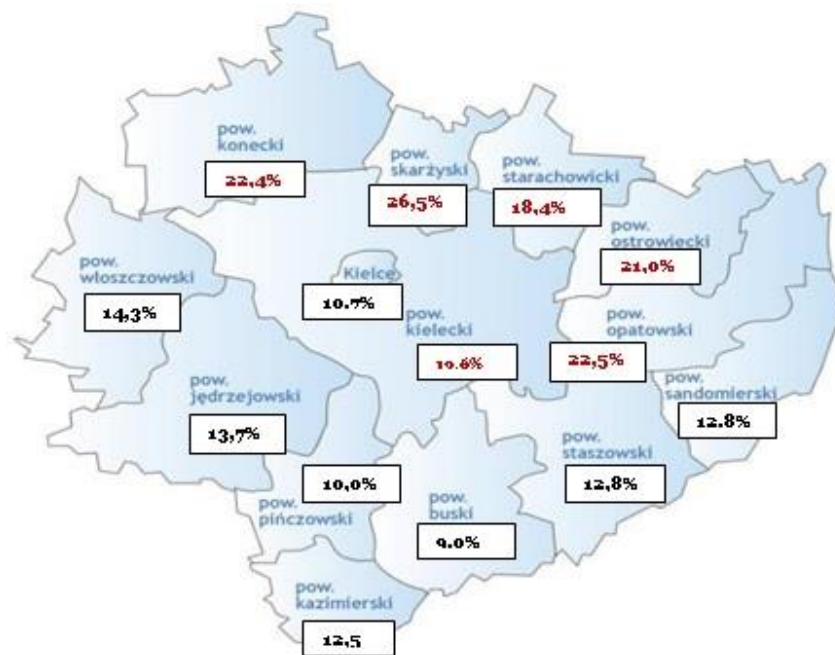 pow.
konecki
22,4%
pow.
skarżyski
26,5%
pow.
starachowicki
18,4%
pow.
ostrowiecki
21,0%
pow.
włoszczowski
14,3%
Kielce
10.7%
pow.
kielecki
19.6%
pow.
opatowski
22,5%
pow.
sandomierski
12.8%
pow.
jędrzejowski
13,7%
pow.
staszowski
12,8%
10,0%
pow.
pińczowski
pow.
buski
9.0%
pow.
kazimierski
12,5